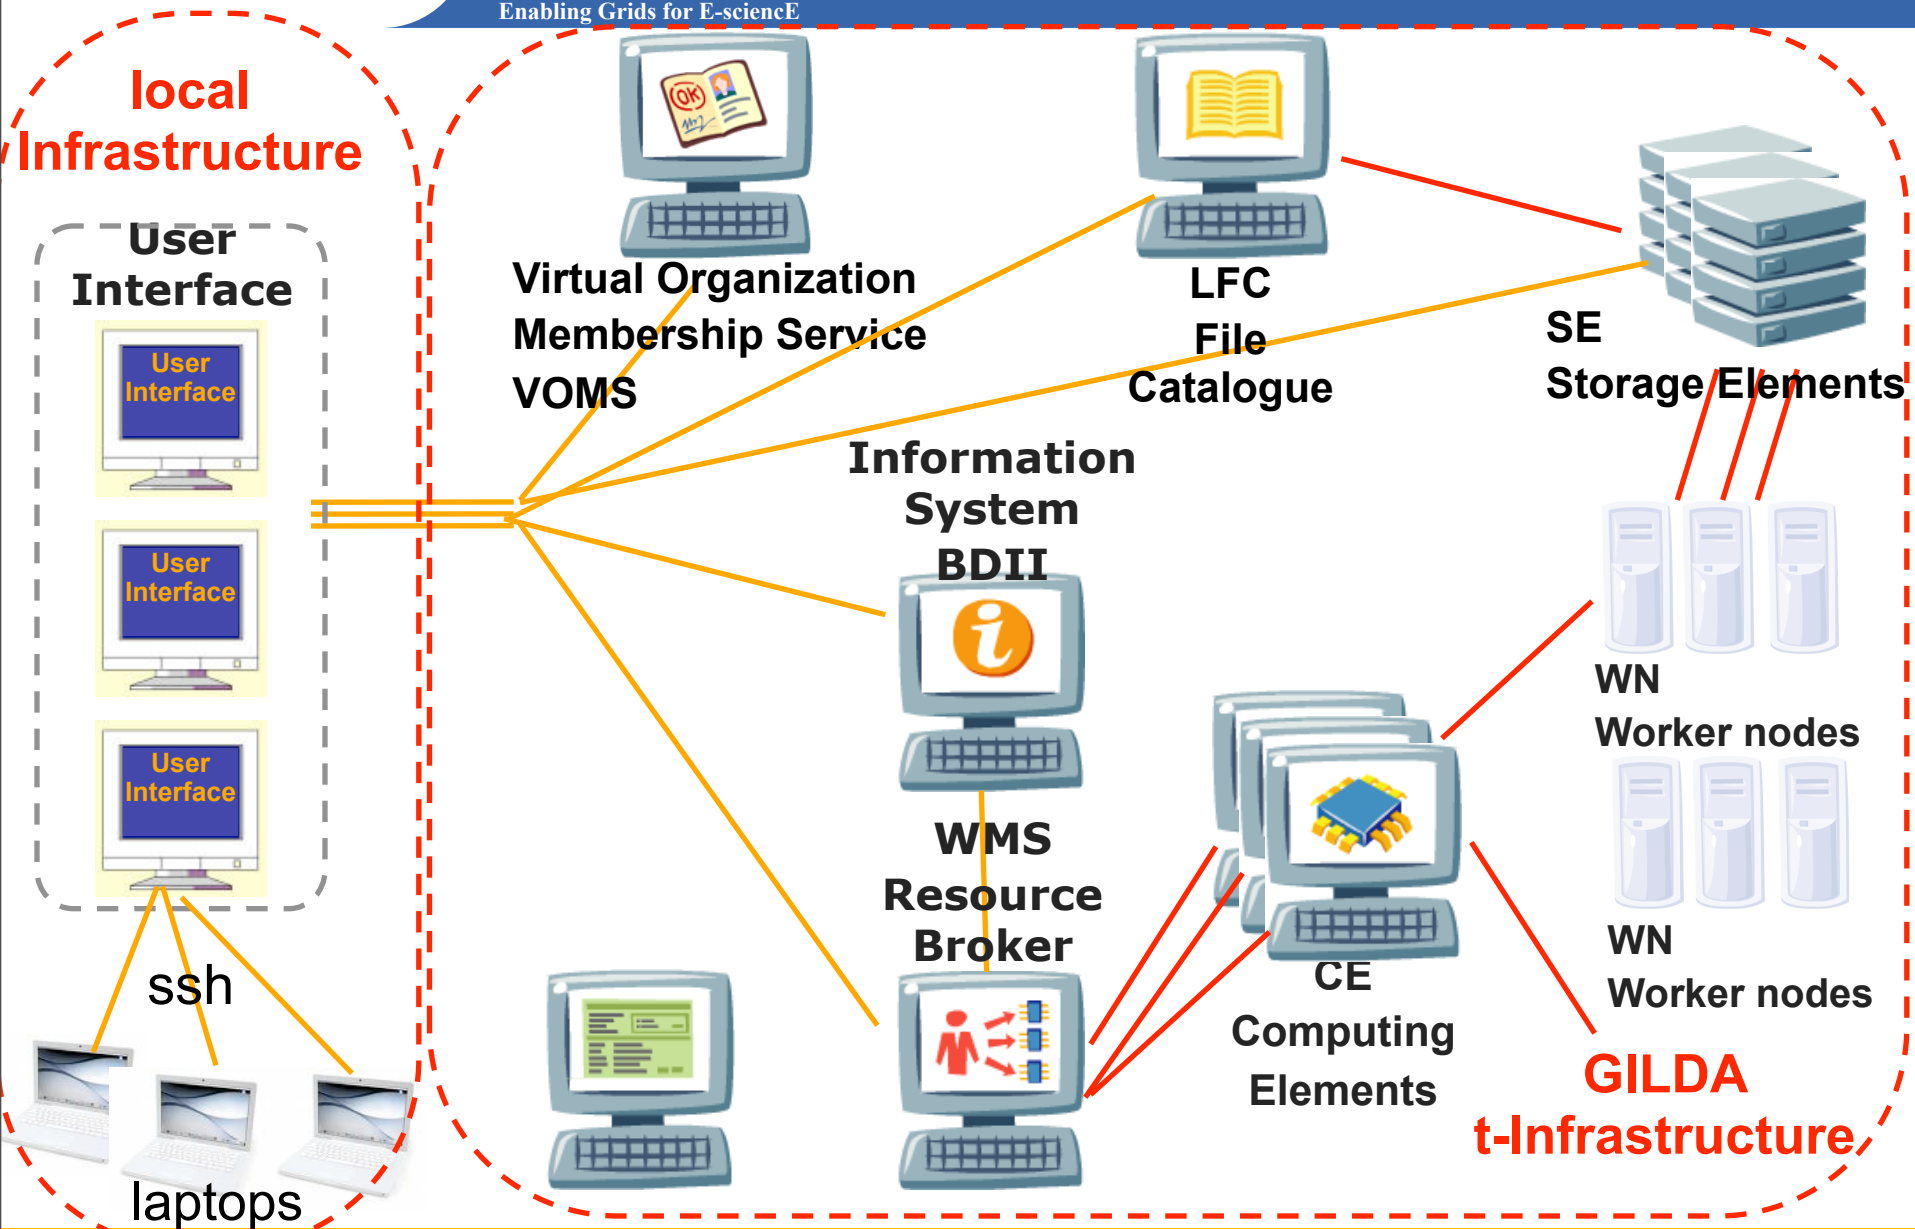 Enabling Grids for E-sciencE
local
Infrastructure
User
Interface
User
Interface
User
Interface
User
Interface
ssh
laptops
OK
Virtual Organization
Membership Service
VOMS
LFC
File
Catalogue
SE
Storage Elements
Information
System
BDII
i
WMS
Resource
Broker
CE
Computing
Elements
WN
Worker nodes
WN
Worker nodes
GILDA
t-Infrastructure